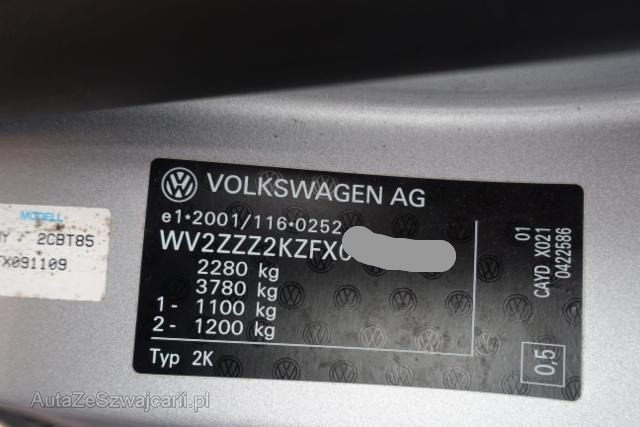 MODELL
2CBT85
FX091109
VOLKSWAGEN AG
e1•2001/116•0252
WV2ZZZ2KZFX0
2280 kg
3780 kg
1- 1100 kg
2- 1200 kg
Typ 2K
01
CAYD X021
0422586
0,5
AutaZeSzwajcarii.pl